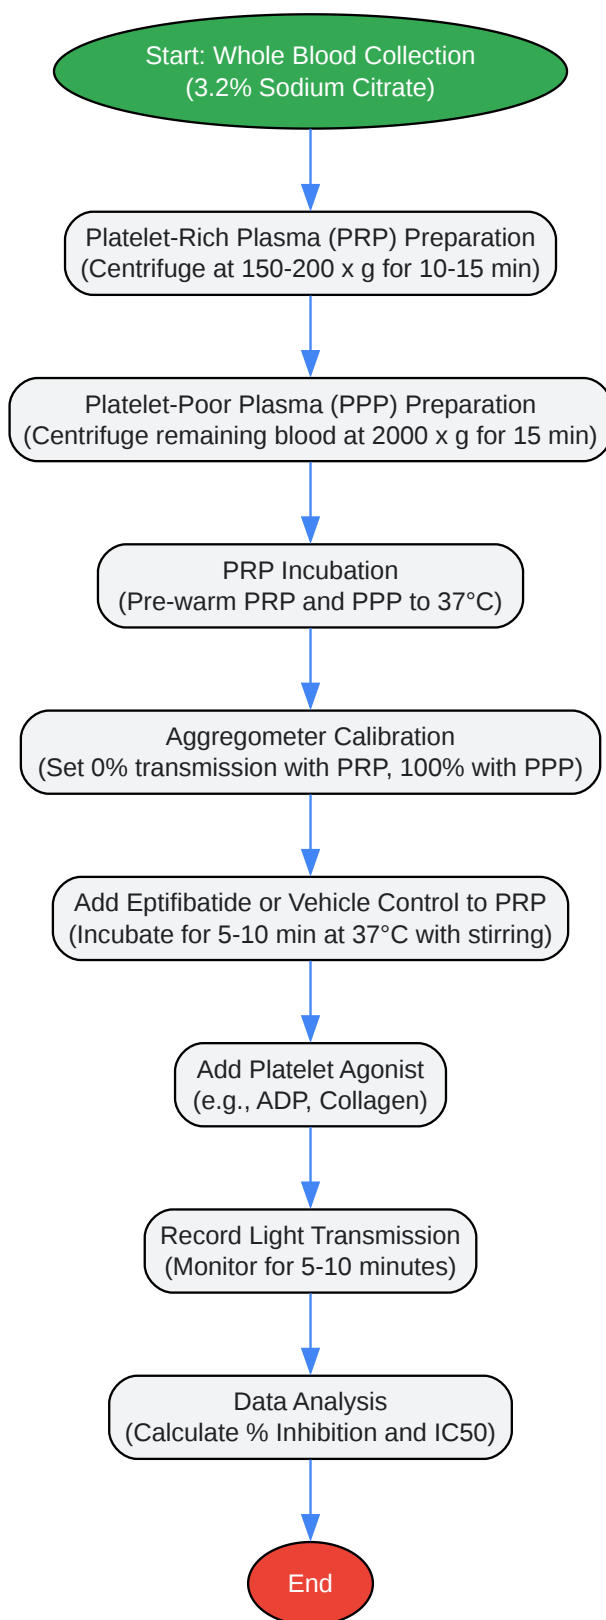 Start: Whole Blood Collection
(3.2% Sodium Citrate)
Platelet-Rich Plasma (PRP) Preparation
(Centrifuge at 150-200 x g for 10-15 min)
Platelet-Poor Plasma (PPP) Preparation
(Centrifuge remaining blood at 2000 x g for 15 min)
PRP Incubation
(Pre-warm PRP and PPP to 37°C)
Aggregometer Calibration
(Set 0% transmission with PRP, 100% with PPP)
Add Eptifibatide or Vehicle Control to PRP
(Incubate for 5-10 min at 37°C with stirring)
Add Platelet Agonist
(e.g., ADP, Collagen)
Record Light Transmission
(Monitor for 5-10 minutes)
Data Analysis
(Calculate % Inhibition and IC50)
End